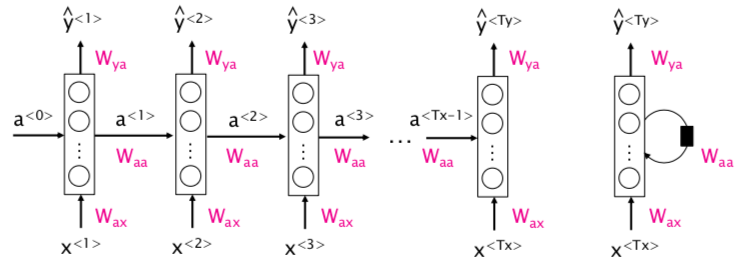 ŷ<1> ŷ<2> ŷ<3> ŷ<Ty> ŷ<Ty>
Wya Wya Wya Wya Wya
a<0> a<1> a<2> a<3> a<Tx-1>
... 
Waa Waa Waa Waa Waa
Wax Wax Wax Wax Wax
x<1> x<2> x<3> x<Tx> x<Tx>